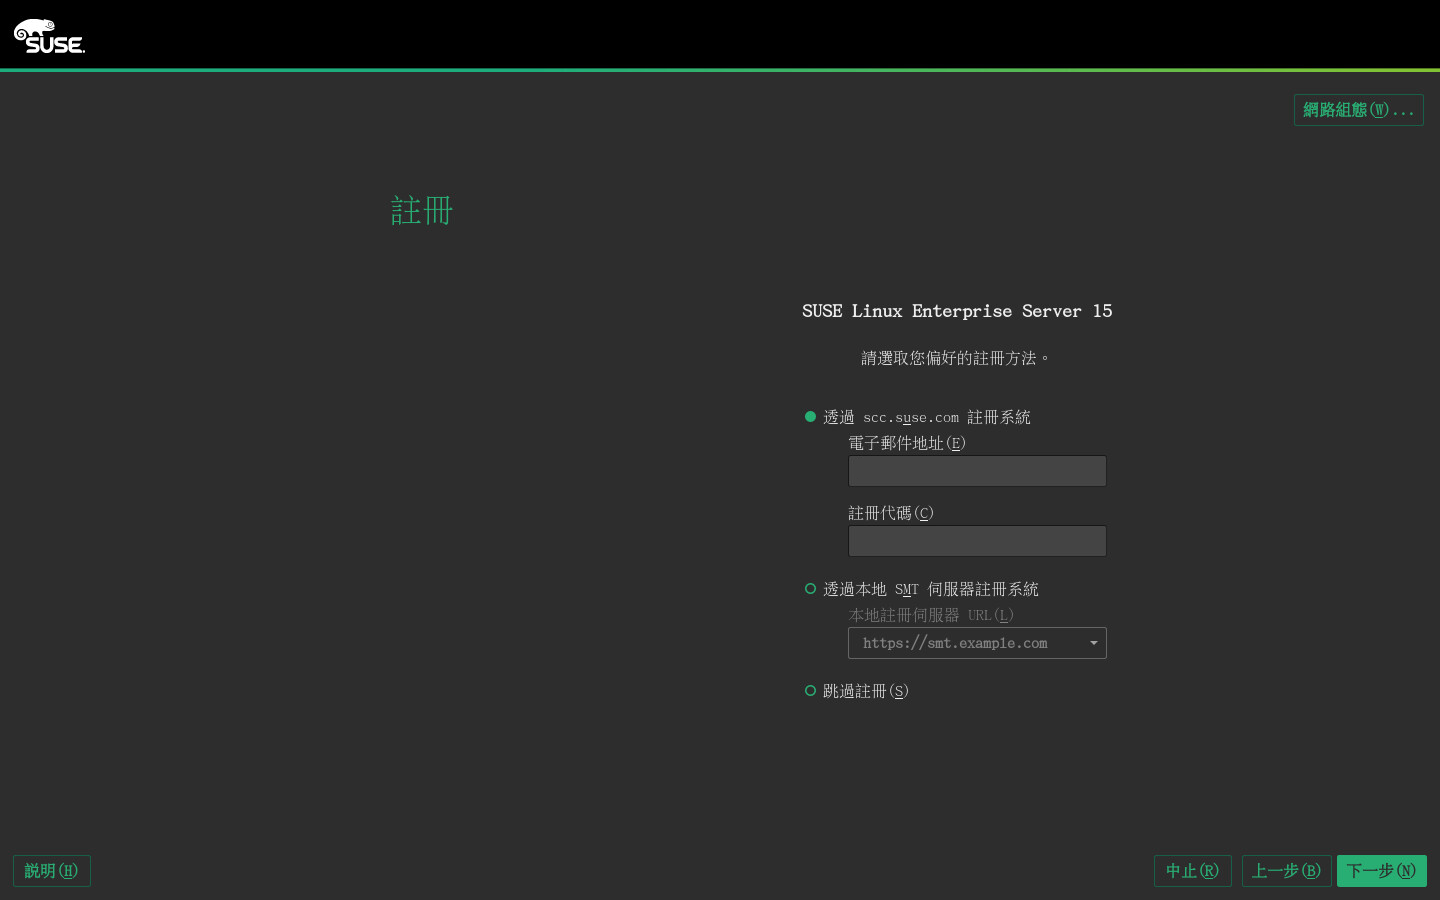 SUSE
網路組態(W)...
註冊
SUSE Linux Enterprise Server 15
請選取您偏好的註冊方法。
透過 scc.suse.com 註冊系統
電子郵件地址(E)
註冊代碼(C)
透過本地 SMT 伺服器註冊系統
本地註冊伺服器 URL(L)
https://smt.example.com
跳過註冊(S)
說明(H)
中止(R)
上一步(B)
下一步(N)